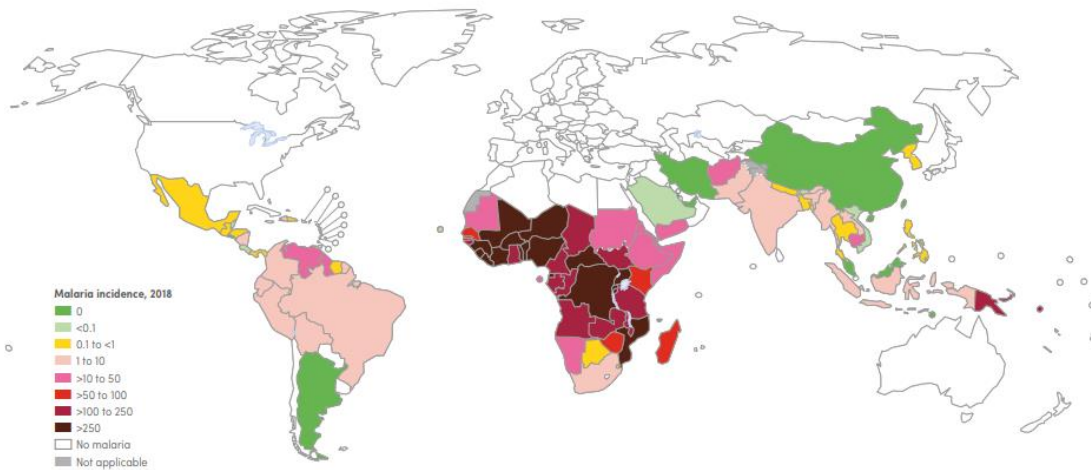 Malaria incidence, 2018
0
<0.1
0.1 to <1
1 to 10
>10 to 50
>50 to 100
>100 to 250
>250
No malaria
Not applicable